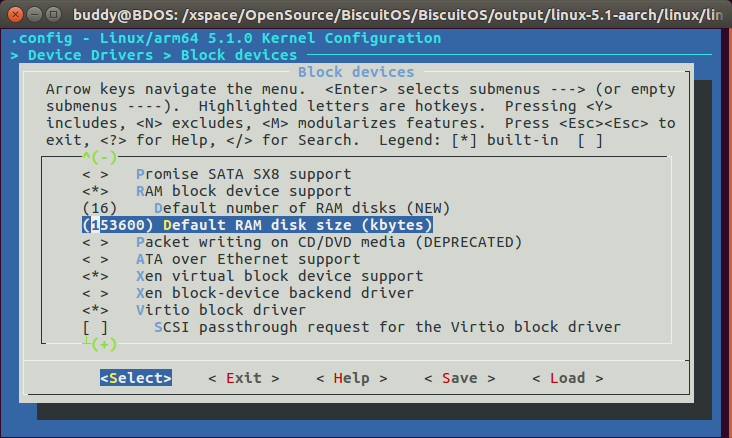 buddy@BDOS: /xspace/OpenSource/BiscuitOS/BiscuitOS/output/linux-5.1-aarch/linux/lin
.config - Linux/arm64 5.1.0 Kernel Configuration
> Device Drivers > Block devices
Block devices
Arrow keys navigate the menu.  <Enter> selects submenus ---> (or empty
submenus ----).  Highlighted letters are hotkeys.  Pressing <Y>
includes, <N> excludes, <M> modularizes features.  Press <Esc><Esc> to
exit, <?> for Help, </> for Search.  Legend: [*] built-in  [ ]
^(-)
< >   Promise SATA SX8 support
<*>   RAM block device support
(16)    Default number of RAM disks (NEW)
(153600) Default RAM disk size (kbytes)
< >   Packet writing on CD/DVD media (DEPRECATED)
< >   ATA over Ethernet support
<*>   Xen virtual block device support
< >   Xen block-device backend driver
<*>   Virtio block driver
[ ]     SCSI passthrough request for the Virtio block driver
(+)
<Select>    < Exit >    < Help >    < Save >    < Load >